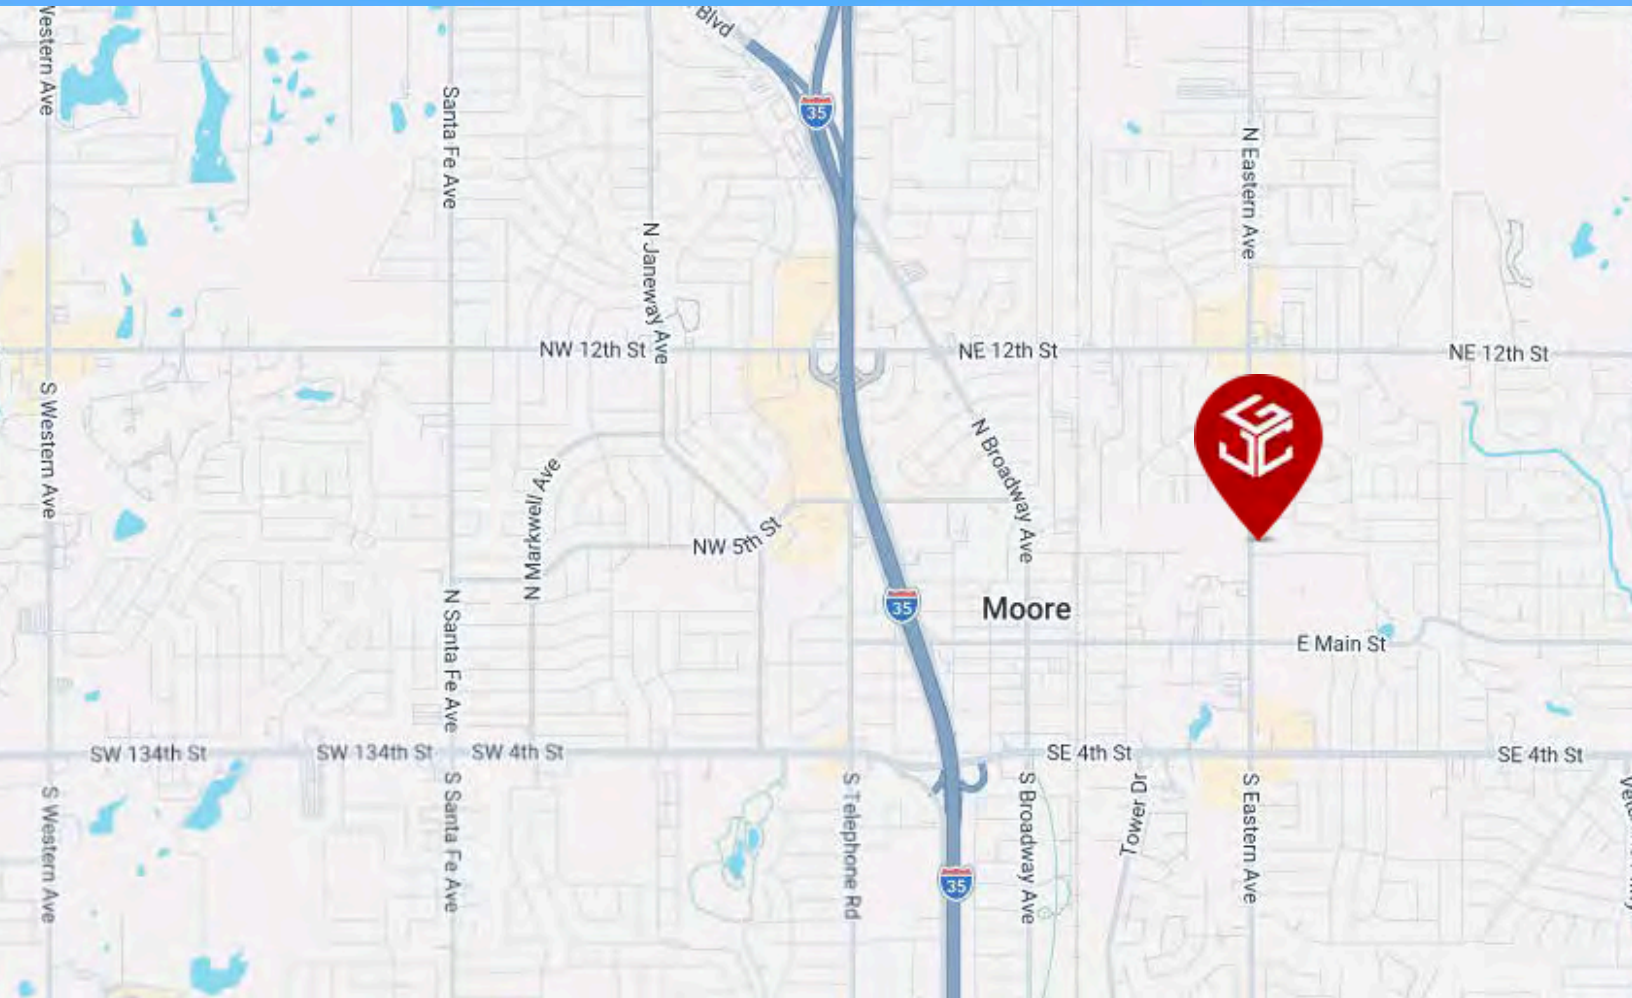 Blvd
Western Ave
Santa Fe Ave
35
N Eastern Ave
N Janeway Ave
NW 12th St
NE 12th St
NE 12th St
S Western Ave
N Broadway Ave
GJC
N Markwell Ave
NW 5th St
35
Moore
N Santa Fe Ave
E Main St
SW 134th St
SW 134th St
SW 4th St
SE 4th St
SE 4th St
S Western Ave
S Santa Fe Ave
S Telephone Rd
S Broadway Ave
Tower Dr
S Eastern Ave
35